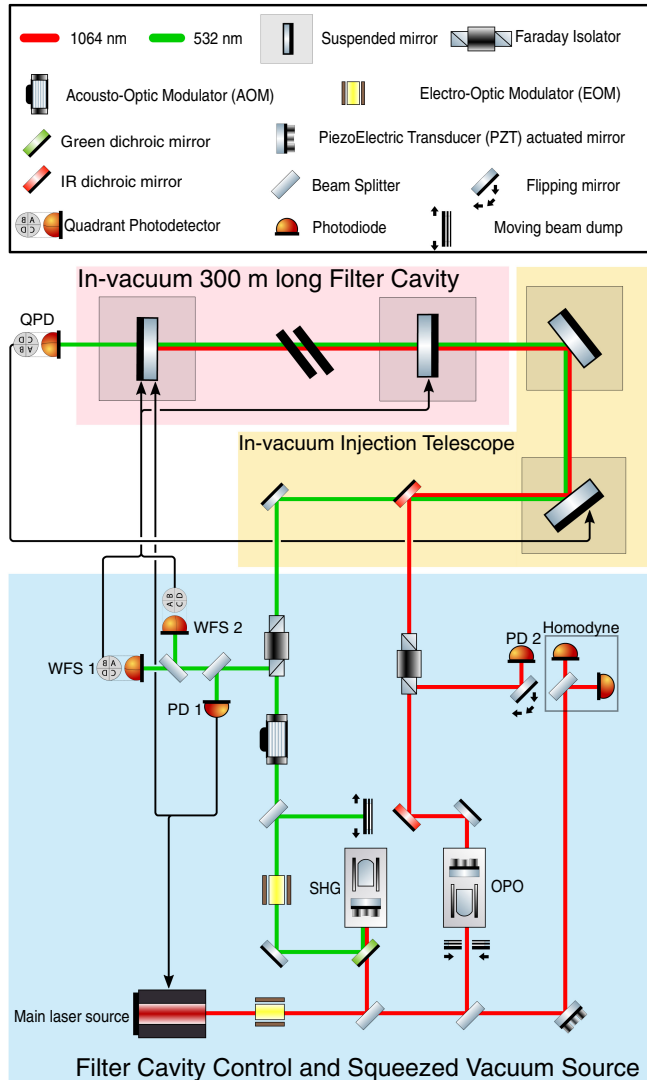 1064 nm
532 nm
Suspended mirror
Faraday Isolator
Acousto-Optic Modulator (AOM)
Electro-Optic Modulator (EOM)
Green dichroic mirror
PiezoElectric Transducer (PZT) actuated mirror
IR dichroic mirror
Beam Splitter
Flipping mirror
A B
C D
Quadrant Photodetector
Photodiode
Moving beam dump
In-vacuum 300 m long Filter Cavity
QPD
A B
C D
In-vacuum Injection Telescope
A B
C D
WFS 2
WFS 1
A B
C D
PD 1
PD 2
Homodyne
SHG
OPO
Main laser source
Filter Cavity Control and Squeezed Vacuum Source